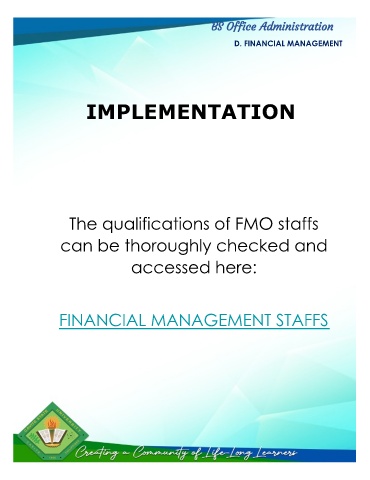 BS Office Administration
D. FINANCIAL MANAGEMENT
IMPLEMENTATION
The qualifications of FMO staffs
can be thoroughly checked and
accessed here:
FINANCIAL MANAGEMENT STAFFS
Creating a Community of Life-Long Learners